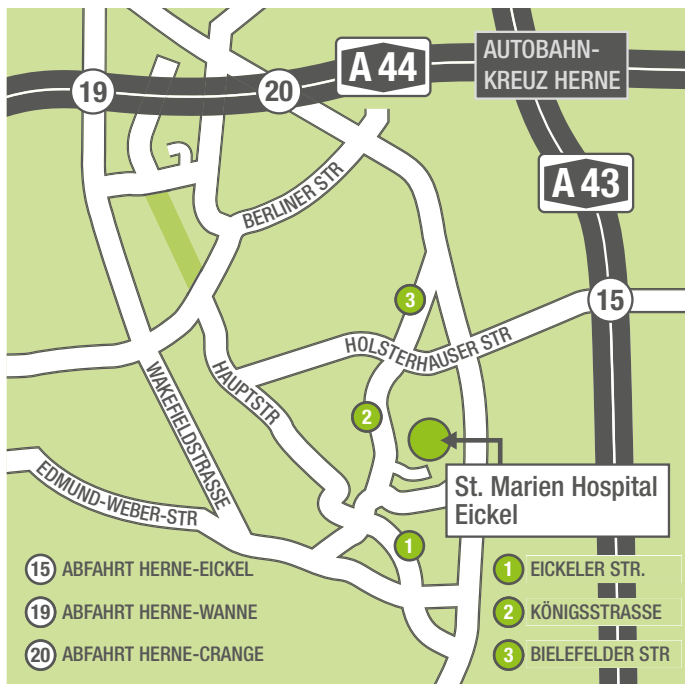 A 44
AUTOBAHN-
KREUZ HERNE
19
20
A 43
BERLINER STR
3
15
HOLSTERHAUSER STR
WAKEFIELDSTRASSE
HAUPTSTR
2
EDMUND-WEBER-STR
St. Marien Hospital
Eickel
1
15 ABFAHRT HERNE-EICKEL
19 ABFAHRT HERNE-WANNE
20 ABFAHRT HERNE-CRANGE
1 EICKELER STR.
2 KÖNIGSSTRASSE
3 BIELEFELDER STR